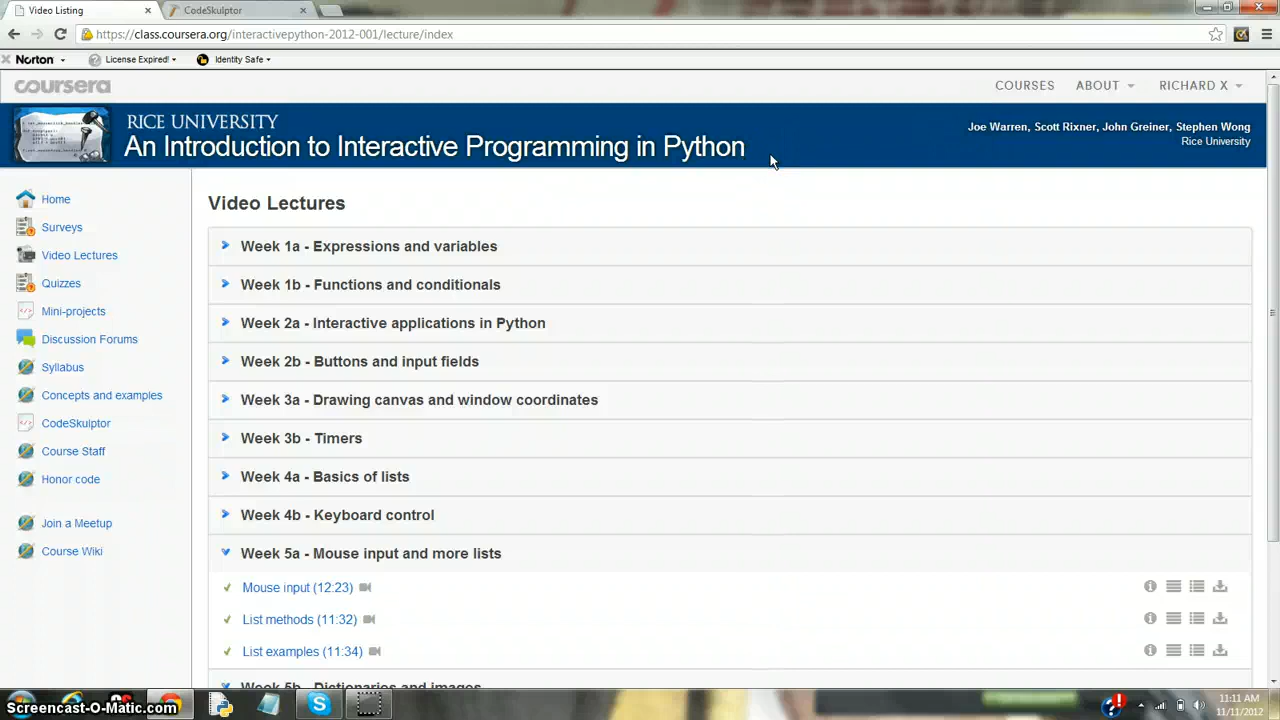 Video Listing
CodeSkulptor
https://class.coursera.org/interactivepython-2012-001/lecture/index
Norton
License Expired!
Identity Safe
coursera
COURSES
ABOUT
RICHARD X
RICE UNIVERSITY
An Introduction to Interactive Programming in Python
Joe Warren, Scott Rixner, John Greiner, Stephen Wong
Rice University
Home
Surveys
Video Lectures
Quizzes
Mini-projects
Discussion Forums
Syllabus
Concepts and examples
CodeSkulptor
Course Staff
Honor code
Join a Meetup
Course Wiki
Video Lectures
Week 1a - Expressions and variables
Week 1b - Functions and conditionals
Week 2a - Interactive applications in Python
Week 2b - Buttons and input fields
Week 3a - Drawing canvas and window coordinates
Week 3b - Timers
Week 4a - Basics of lists
Week 4b - Keyboard control
Week 5a - Mouse input and more lists
Mouse input (12:23)
List methods (11:32)
List examples (11:34)
Week 5b - Dictionaries and images
Screencast-O-Matic.com
11:11 AM
11/11/2012